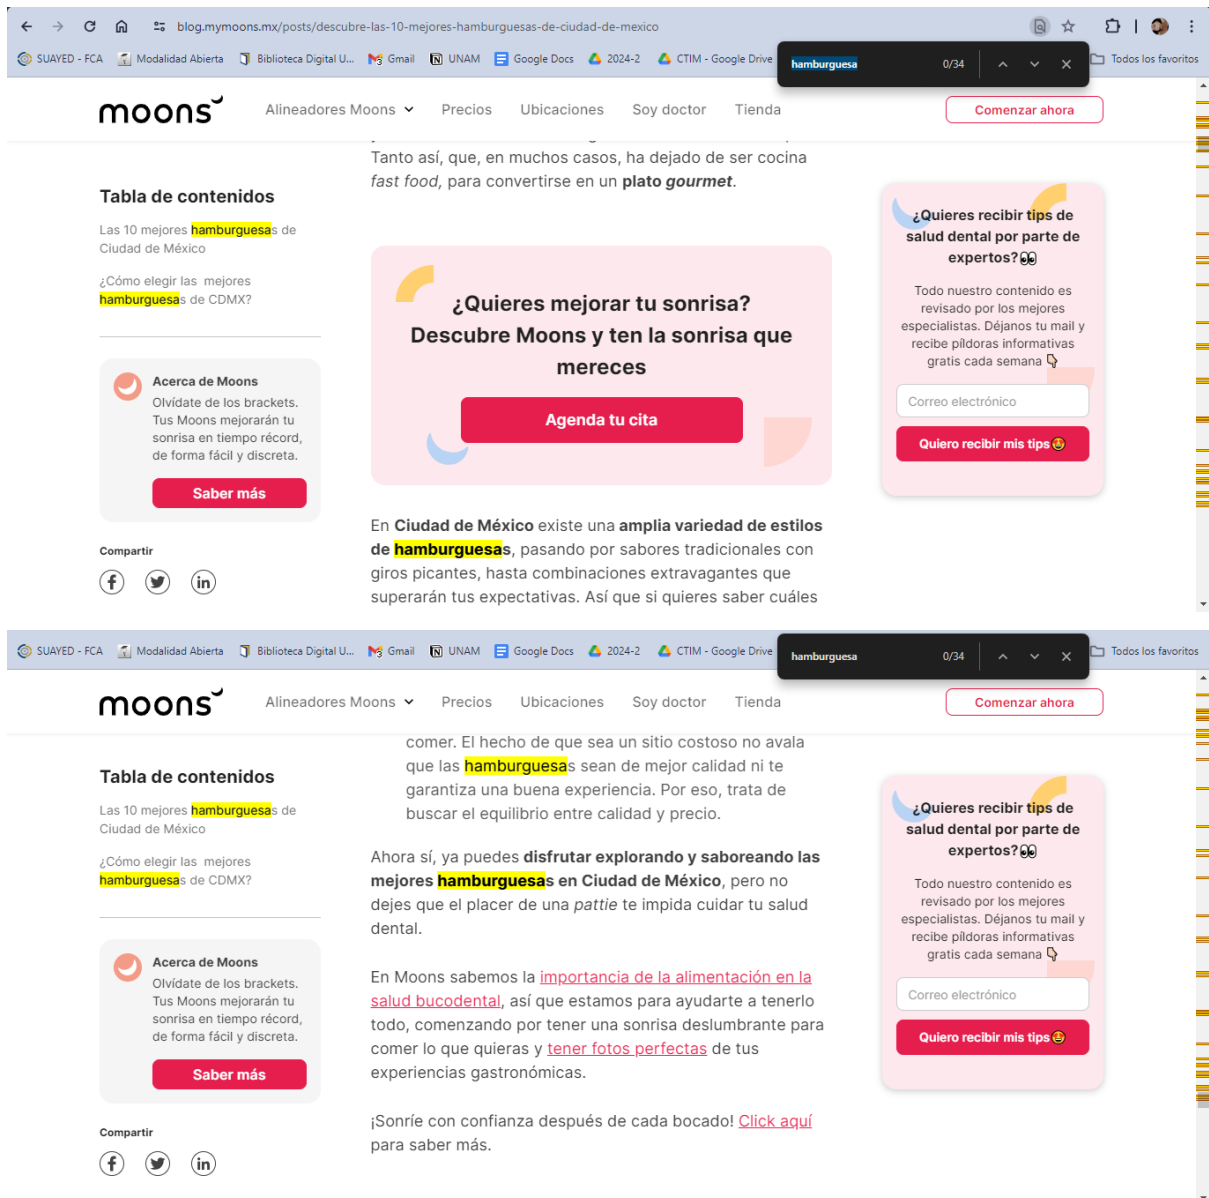 blog.mymoons.mx/posts/descubre-las-10-mejores-hamburguesas-de-ciudad-de-mexico
SUAYED - FCA Modalidad Abierta Biblioteca Digital U... Gmail UNAM Google Docs 2024-2 CTIM - Google Drive Todos los favoritos
hamburguesa 0/34
moons Alineadores Moons Precios Ubicaciones Soy doctor Tienda Comenzar ahora
Tabla de contenidos
Las 10 mejores hamburguesas de
Ciudad de México
¿Cómo elegir las mejores
hamburguesas de CDMX?
Acerca de Moons
Olvídate de los brackets.
Tus Moons mejorarán tu
sonrisa en tiempo récord,
de forma fácil y discreta.
Saber más
Compartir
Tanto así, que, en muchos casos, ha dejado de ser cocina
fast food, para convertirse en un plato gourmet.
¿Quieres mejorar tu sonrisa?
Descubre Moons y ten la sonrisa que
mereces
Agenda tu cita
En Ciudad de México existe una amplia variedad de estilos
de hamburguesas, pasando por sabores tradicionales con
giros picantes, hasta combinaciones extravagantes que
superarán tus expectativas. Así que si quieres saber cuáles
¿Quieres recibir tips de
salud dental por parte de
expertos?👀
Todo nuestro contenido es
revisado por los mejores
especialistas. Déjanos tu mail y
recibe píldoras informativas
gratis cada semana 👇🏻
Correo electrónico
Quiero recibir mis tips🤩
SUAYED - FCA Modalidad Abierta Biblioteca Digital U... Gmail UNAM Google Docs 2024-2 CTIM - Google Drive Todos los favoritos
hamburguesa 0/34
moons Alineadores Moons Precios Ubicaciones Soy doctor Tienda Comenzar ahora
Tabla de contenidos
Las 10 mejores hamburguesas de
Ciudad de México
¿Cómo elegir las mejores
hamburguesas de CDMX?
Acerca de Moons
Olvídate de los brackets.
Tus Moons mejorarán tu
sonrisa en tiempo récord,
de forma fácil y discreta.
Saber más
Compartir
comer. El hecho de que sea un sitio costoso no avala
que las hamburguesas sean de mejor calidad ni te
garantiza una buena experiencia. Por eso, trata de
buscar el equilibrio entre calidad y precio.
Ahora sí, ya puedes disfrutar explorando y saboreando las
mejores hamburguesas en Ciudad de México, pero no
dejes que el placer de una pattie te impida cuidar tu salud
dental.
En Moons sabemos la importancia de la alimentación en la
salud bucodental, así que estamos para ayudarte a tenerlo
todo, comenzando por tener una sonrisa deslumbrante para
comer lo que quieras y tener fotos perfectas de tus
experiencias gastronómicas.
¡Sonríe con confianza después de cada bocado! Click aquí
para saber más.
¿Quieres recibir tips de
salud dental por parte de
expertos?👀
Todo nuestro contenido es
revisado por los mejores
especialistas. Déjanos tu mail y
recibe píldoras informativas
gratis cada semana 👇🏻
Correo electrónico
Quiero recibir mis tips🤩